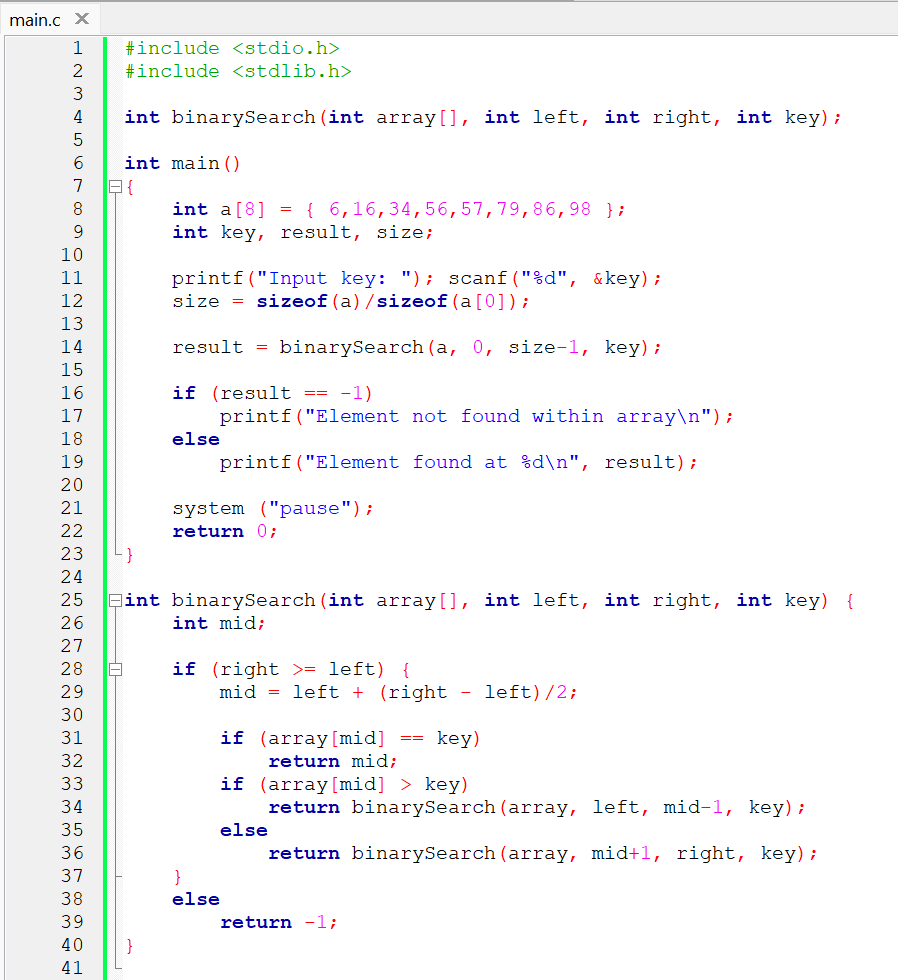 main.c ×
1 #include <stdio.h>
2 #include <stdlib.h>
3
4 int binarySearch(int array[], int left, int right, int key);
5
6 int main()
7 {
8     int a[8] = { 6,16,34,56,57,79,86,98 };
9     int key, result, size;
10
11     printf("Input key: "); scanf("%d", &key);
12     size = sizeof(a)/sizeof(a[0]);
13
14     result = binarySearch(a, 0, size-1, key);
15
16     if (result == -1)
17         printf("Element not found within array\n");
18     else
19         printf("Element found at %d\n", result);
20
21     system ("pause");
22     return 0;
23 }
24
25 int binarySearch(int array[], int left, int right, int key) {
26     int mid;
27
28     if (right >= left) {
29         mid = left + (right - left)/2;
30
31         if (array[mid] == key)
32             return mid;
33         if (array[mid] > key)
34             return binarySearch(array, left, mid-1, key);
35         else
36             return binarySearch(array, mid+1, right, key);
37     }
38     else
39         return -1;
40 }
41